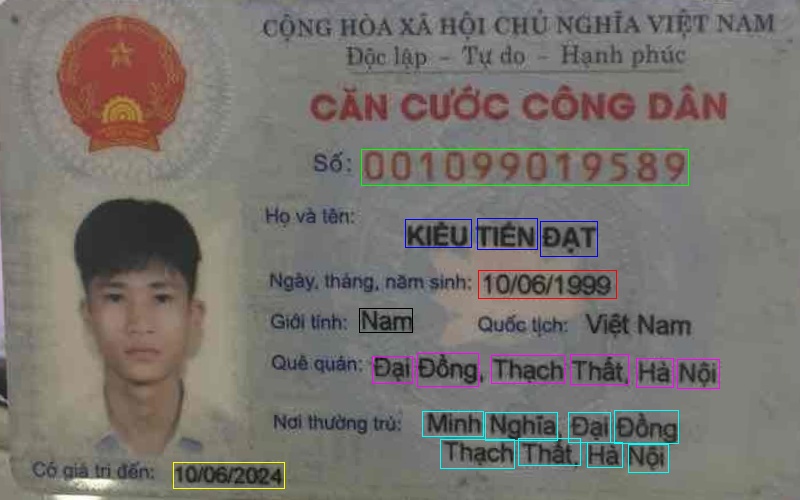 CỘNG HÒA XÃ HỘI CHỦ NGHĨA VIỆT NAM
Độc lập - Tự do - Hạnh phúc
CĂN CƯỚC CÔNG DÂN
Số: 001099019589
Họ và tên:
KIỀU TIẾN ĐẠT
Ngày, tháng, năm sinh: 10/06/1999
Giới tính: Nam Quốc tịch: Việt Nam
Quê quán: Đại Đồng, Thạch Thất, Hà Nội
Nơi thường trú: Minh Nghĩa, Đại Đồng
Thạch Thất, Hà Nội
Có giá trị đến: 10/06/2024